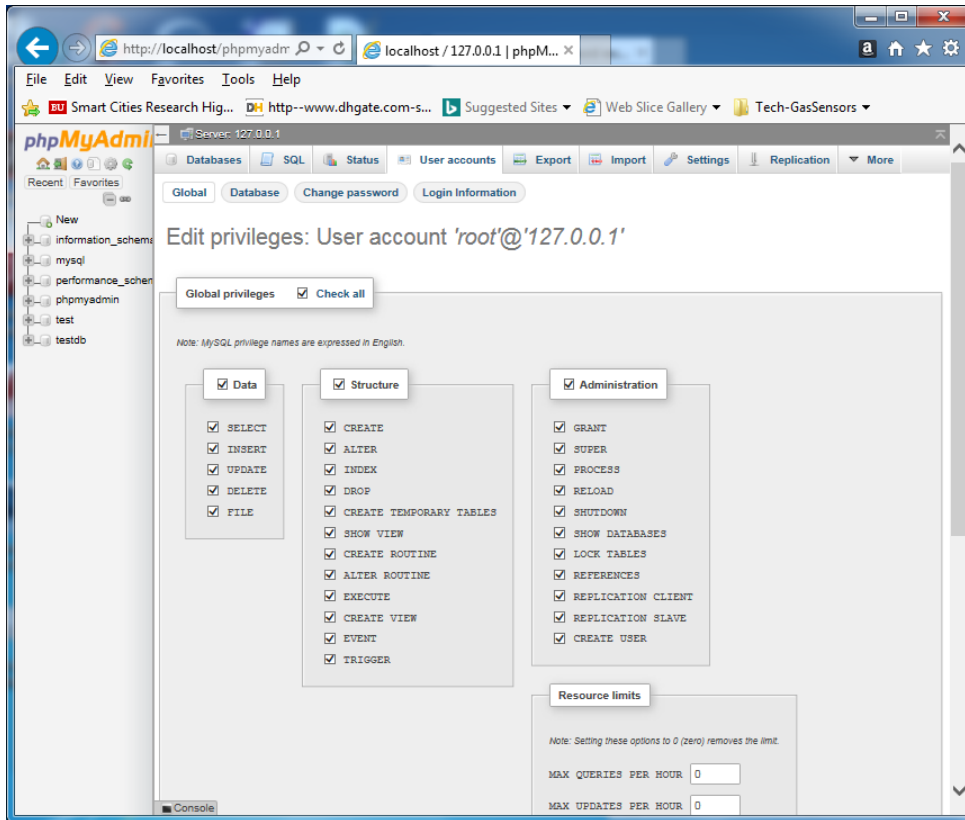 http://localhost/phpmyadm
localhost / 127.0.0.1 | phpM...
File Edit View Favorites Tools Help
BU Smart Cities Research Hig... DH http--www.dhgate.com-s... Suggested Sites Web Slice Gallery Tech-GasSensors
phpMyAdmi
Server: 127.0.0.1
Databases SQL Status User accounts Export Import Settings Replication More
Recent Favorites
Global Database Change password Login Information
New
information_schema
mysql
performance_schem
phpmyadmin
test
testdb
Edit privileges: User account 'root'@'127.0.0.1'
Global privileges Check all
Note: MySQL privilege names are expressed in English.
Data
SELECT
INSERT
UPDATE
DELETE
FILE
Structure
CREATE
ALTER
INDEX
DROP
CREATE TEMPORARY TABLES
SHOW VIEW
CREATE ROUTINE
ALTER ROUTINE
EXECUTE
CREATE VIEW
EVENT
TRIGGER
Administration
GRANT
SUPER
PROCESS
RELOAD
SHUTDOWN
SHOW DATABASES
LOCK TABLES
REFERENCES
REPLICATION CLIENT
REPLICATION SLAVE
CREATE USER
Resource limits
Note: Setting these options to 0 (zero) removes the limit.
MAX QUERIES PER HOUR 0
MAX UPDATES PER HOUR 0
Console